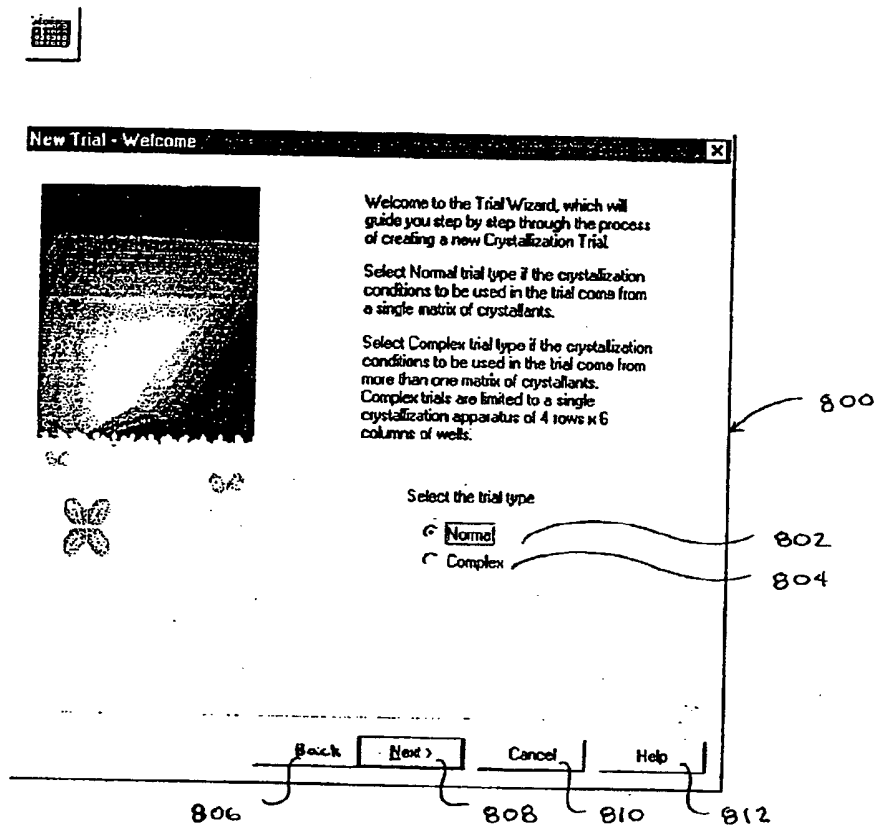 New Trial - Welcome
Welcome to the Trial Wizard, which will
guide you step by step through the process
of creating a new Crystallization Trial.
Select Normal trial type if the crystallization
conditions to be used in the trial come from
a single matrix of crystallants.
Select Complex trial type if the crystallization
conditions to be used in the trial come from
more than one matrix of crystallants.
Complex trials are limited to a single
crystallization apparatus of 4 rows x 6
columns of wells.
800
Select the trial type
Normal
802
Complex
804
Back
Next >
Cancel
Help
806
808
810
812